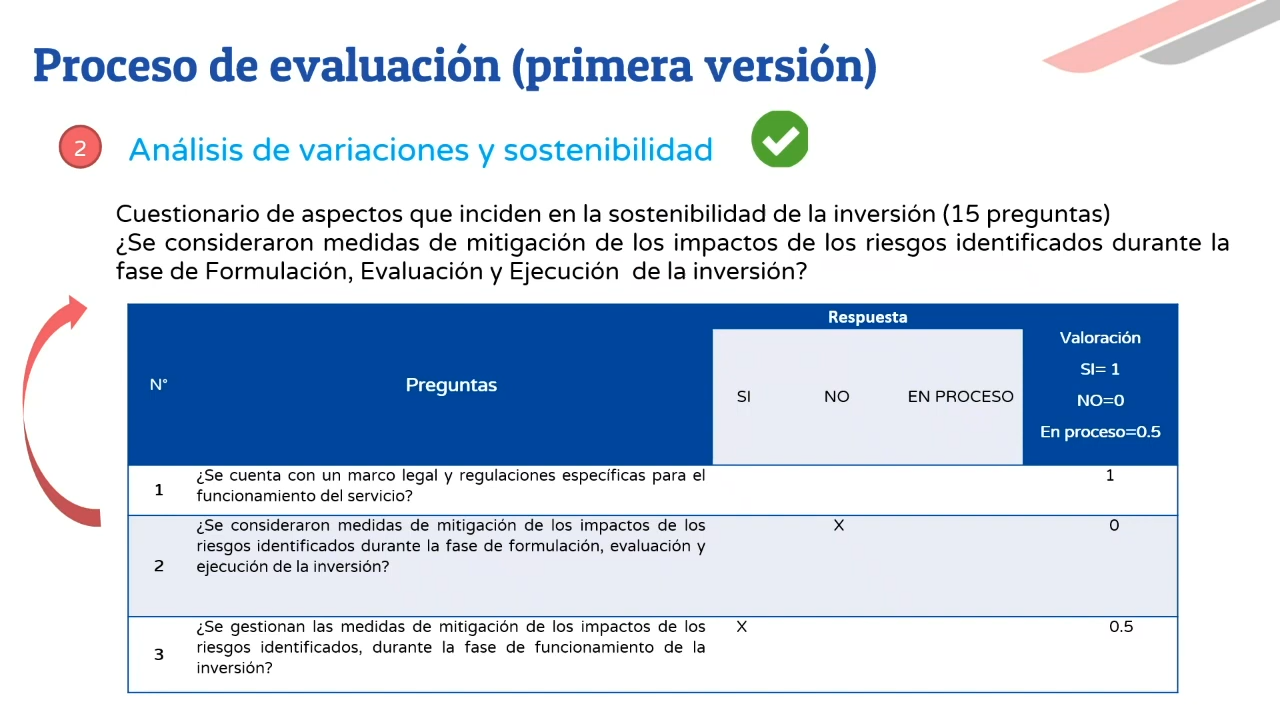 Proceso de evaluación (primera versión)
2
Análisis de variaciones y sostenibilidad
Cuestionario de aspectos que inciden en la sostenibilidad de la inversión (15 preguntas)
¿Se consideraron medidas de mitigación de los impactos de los riesgos identificados durante la
fase de Formulación, Evaluación y Ejecución de la inversión?
N°
Preguntas
Respuesta
SI
NO
EN PROCESO
Valoración
SI= 1
NO=0
En proceso=0.5
1
¿Se cuenta con un marco legal y regulaciones específicas para el
funcionamiento del servicio?
1
2
¿Se consideraron medidas de mitigación de los impactos de los
riesgos identificados durante la fase de formulación, evaluación y
ejecución de la inversión?
X
0
3
¿Se gestionan las medidas de mitigación de los impactos de los
riesgos identificados, durante la fase de funcionamiento de la
inversión?
X
0.5